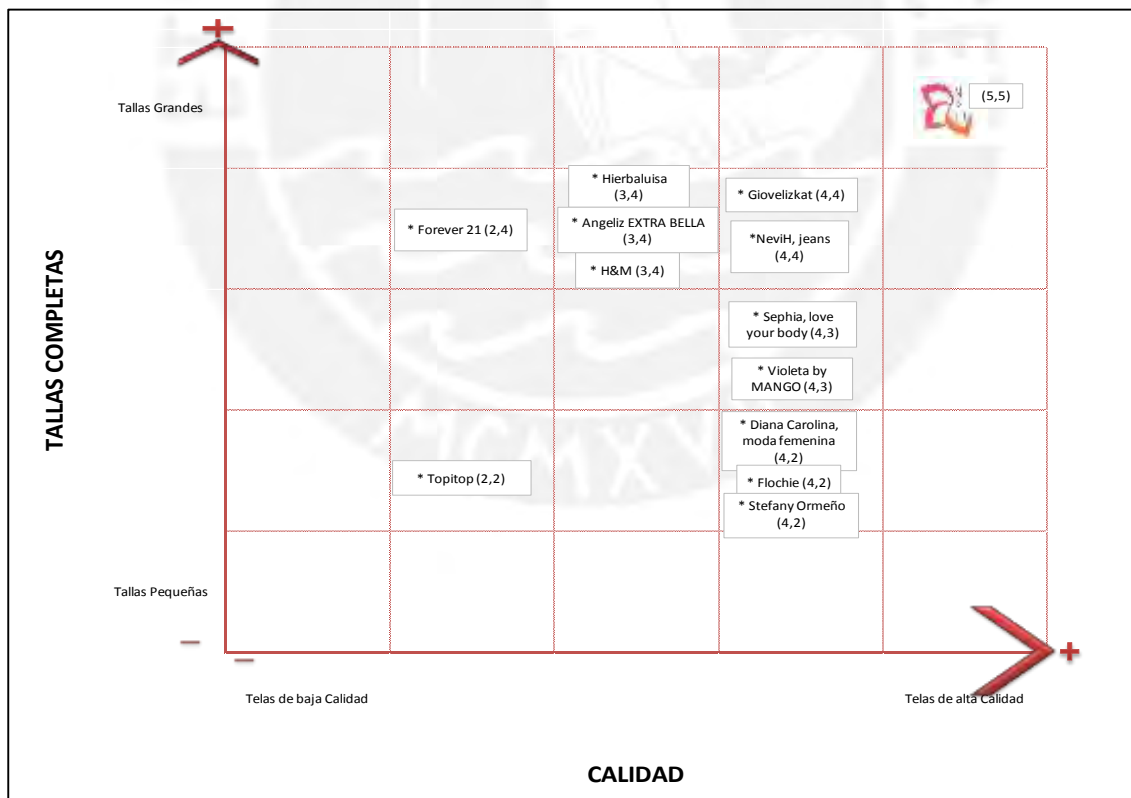 +
Tallas Grandes
(5,5)
* Hierbaluisa
(3,4)
* Giovelizkat (4,4)
* Forever 21 (2,4)
* Angeliz EXTRA BELLA
(3,4)
*NeviH, jeans
(4,4)
* H&M (3,4)
TALLAS COMPLETAS
* Sephia, love
your body (4,3)
* Violeta by
MANGO (4,3)
* Diana Carolina,
moda femenina
(4,2)
* Topitop (2,2)
* Flochie (4,2)
* Stefany Ormeño
(4,2)
MCMXV
Tallas Pequeñas
–
–
+
Telas de baja Calidad
Telas de alta Calidad
CALIDAD